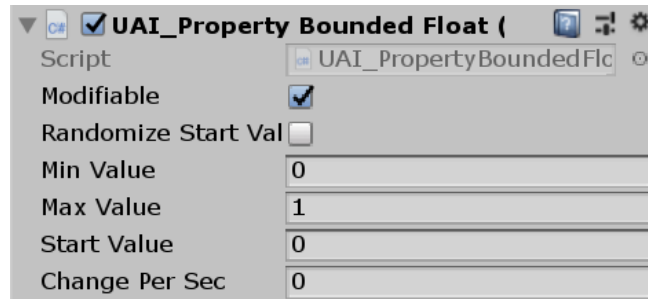 UAI_Property Bounded Float (
Script UAI_PropertyBoundedFlo
Modifiable
Randomize Start Val
Min Value 0
Max Value 1
Start Value 0
Change Per Sec 0